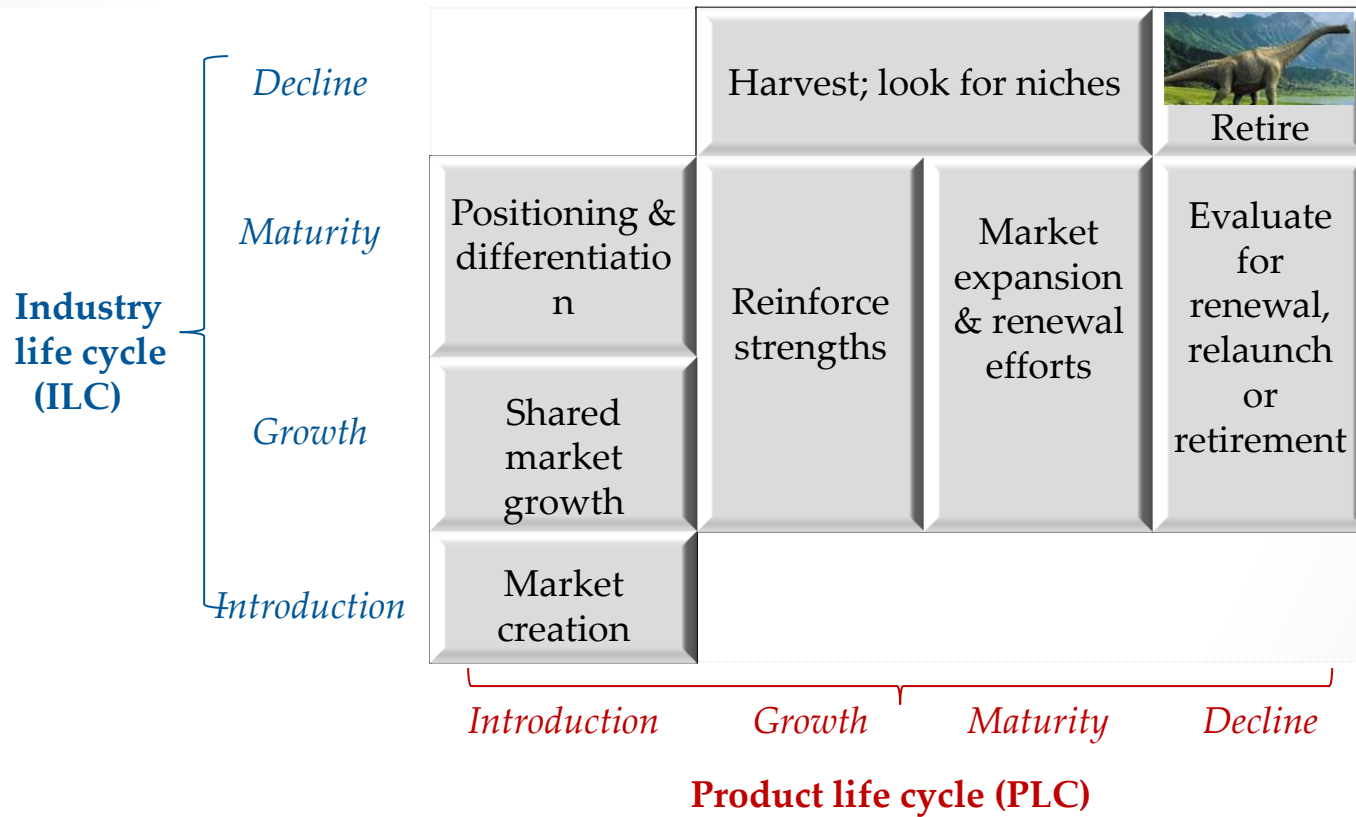 Decline
Harvest; look for niches
Retire
Maturity
Positioning &
differentiatio
n
Reinforce
strengths
Market
expansion
& renewal
efforts
Evaluate
for
renewal,
relaunch
or
retirement
Industry
life cycle
(ILC)
Growth
Shared
market
growth
Introduction
Market
creation
Introduction
Growth
Maturity
Decline
Product life cycle (PLC)